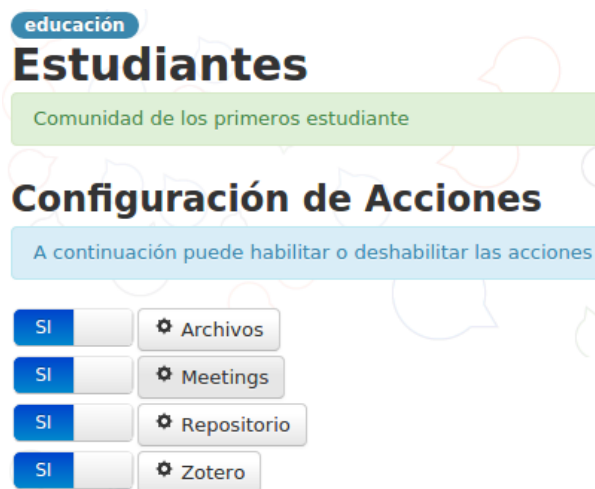 educación
Estudiantes
Comunidad de los primeros estudiante
Configuración de Acciones
A continuación puede habilitar o deshabilitar las acciones
SI Archivos
SI Meetings
SI Repositorio
SI Zotero